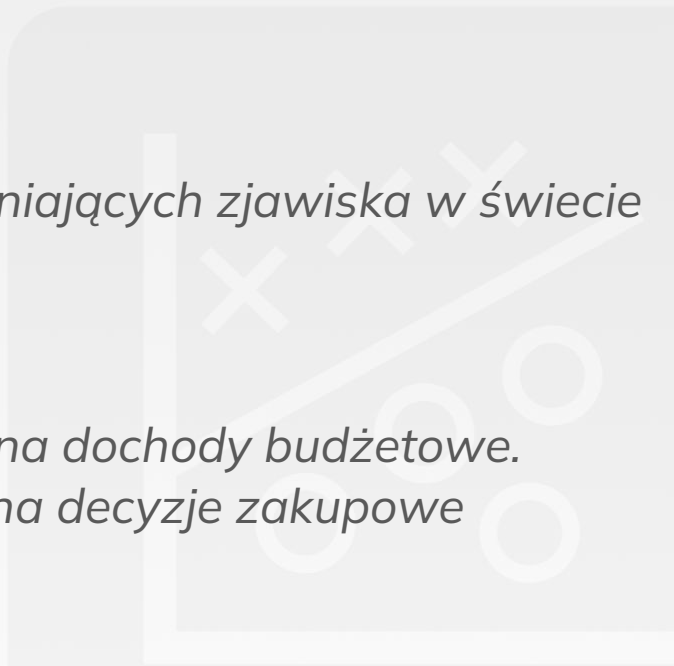 niających zjawiska w świecie
na dochody budżetowe.
na decyzje zakupowe